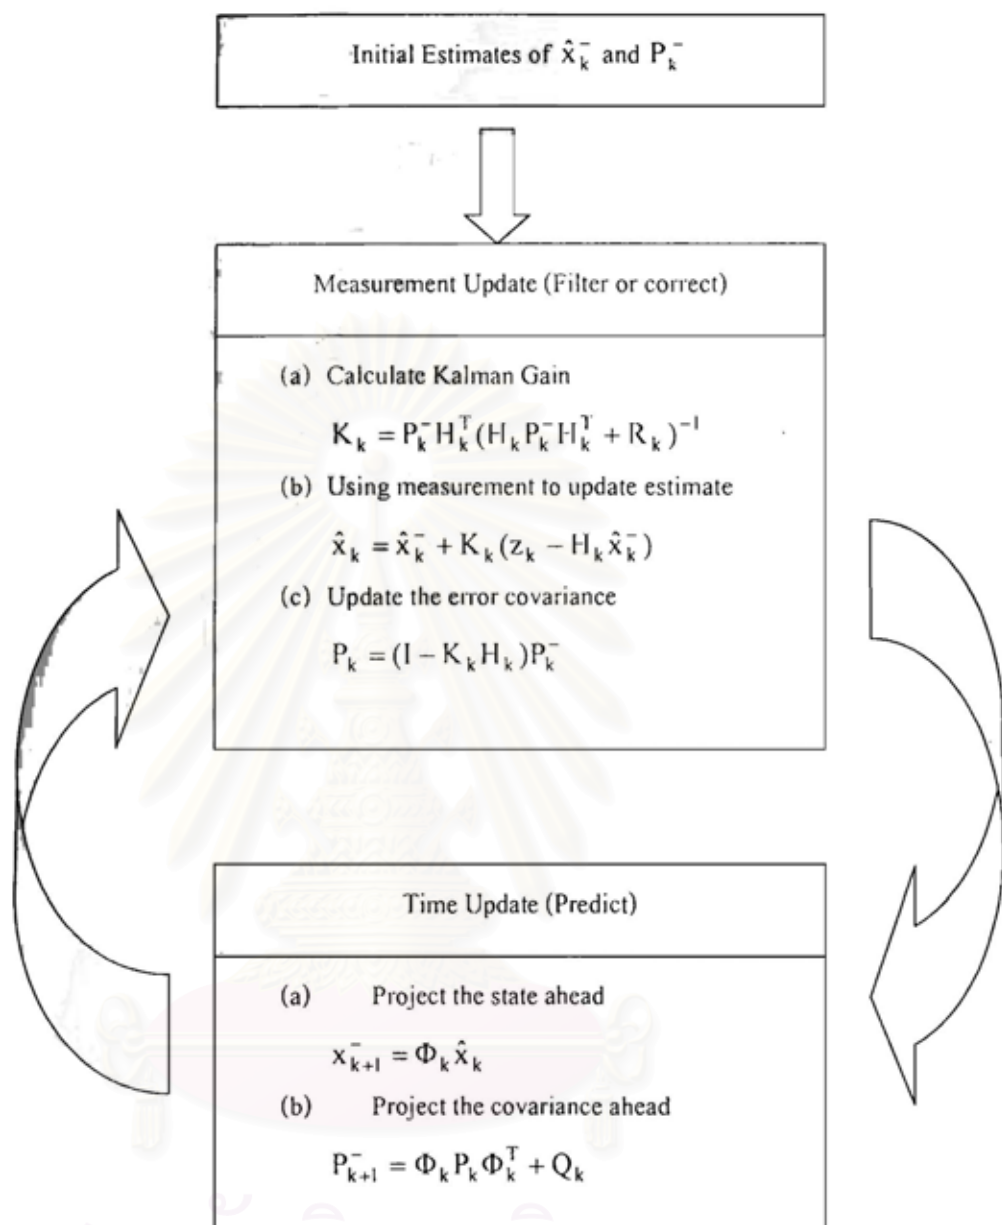 Initial Estimates of x̂ₖ⁻ and Pₖ⁻
Measurement Update (Filter or correct)
(a) Calculate Kalman Gain
Kₖ = Pₖ⁻Hₖᵀ(HₖPₖ⁻Hₖᵀ + Rₖ)⁻¹
(b) Using measurement to update estimate
x̂ₖ = x̂ₖ⁻ + Kₖ(zₖ − Hₖx̂ₖ⁻)
(c) Update the error covariance
Pₖ = (I − KₖHₖ)Pₖ⁻
Time Update (Predict)
(a) Project the state ahead
xₖ₊₁⁻ = Φₖx̂ₖ
(b) Project the covariance ahead
Pₖ₊₁⁻ = ΦₖPₖΦₖᵀ + Qₖ